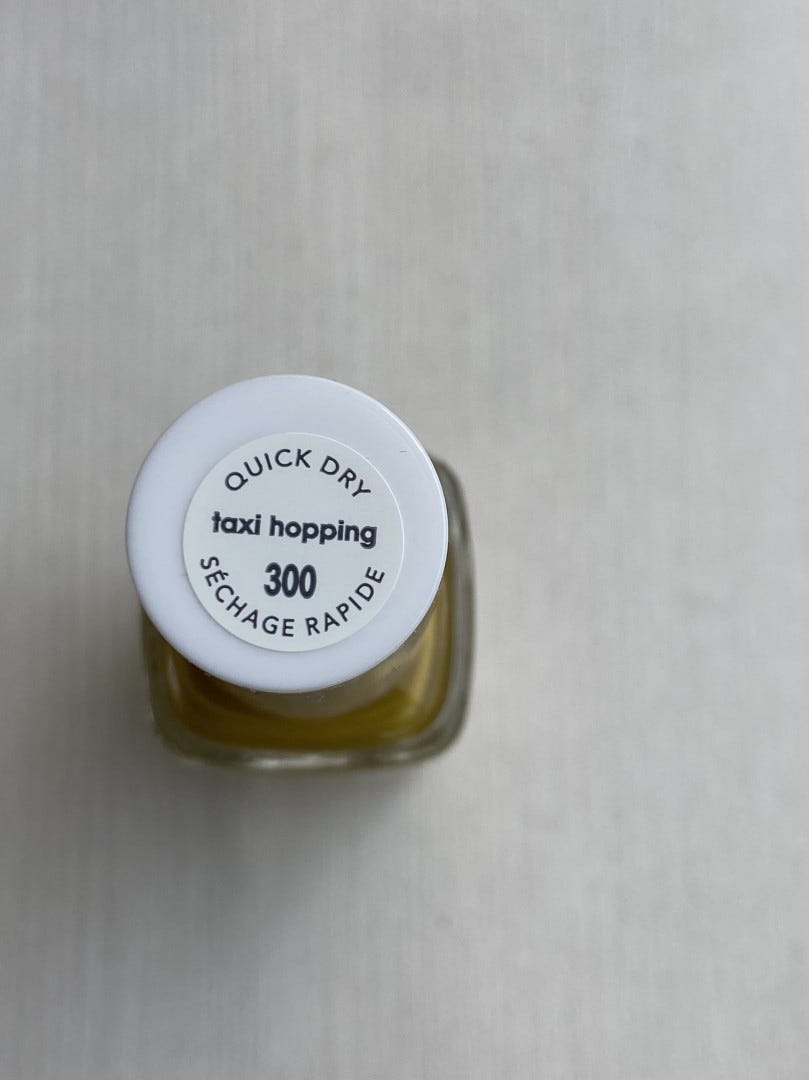 QUICK DRY
taxi hopping
300
SÉCHAGE RAPIDE